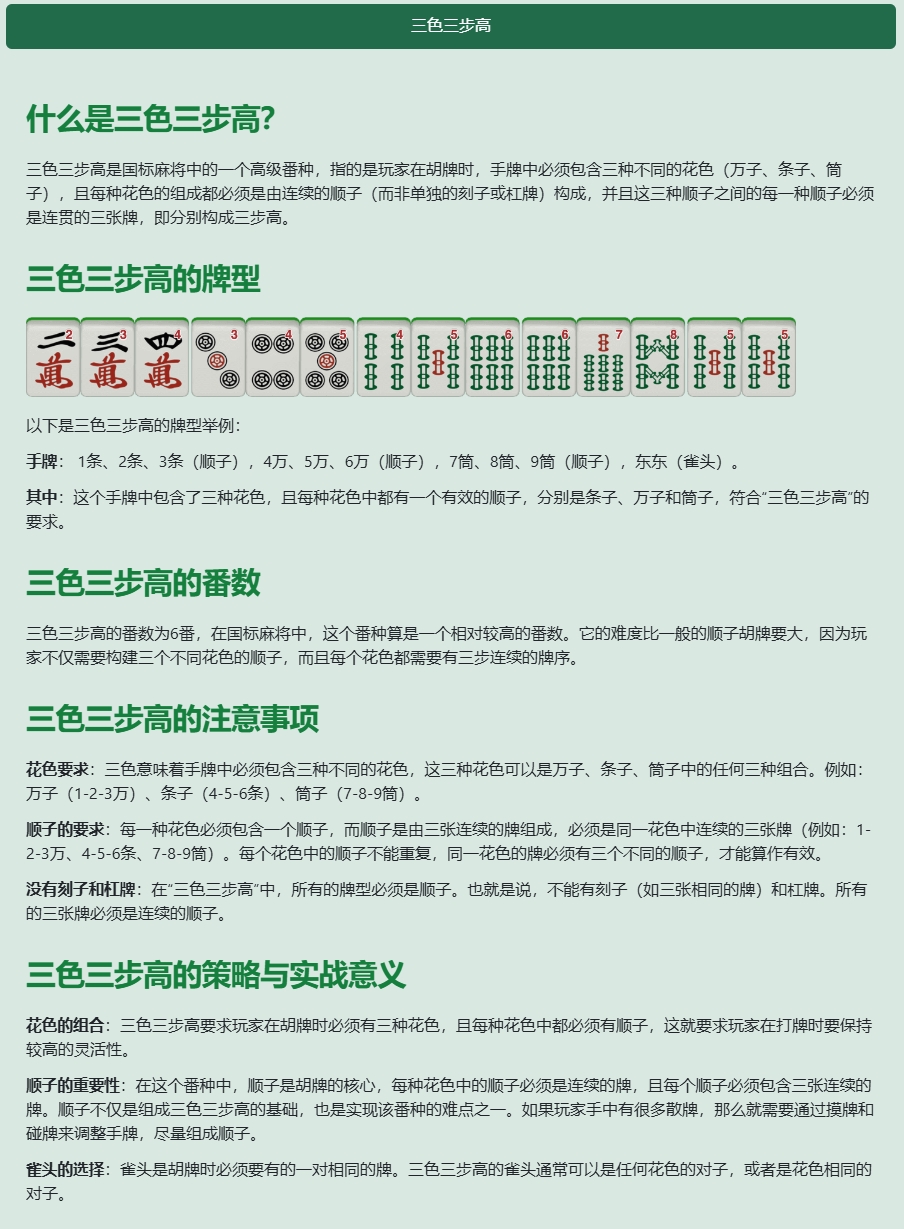 三色三步高
什么是三色三步高？
三色三步高是国标麻将中的一个高级番种，指的是玩家在胡牌时，手牌中必须包含三种不同的花色（万子、条子、筒
子），且每种花色的组成都必须是由连续的顺子（而非单独的刻子或杠牌）构成，并且这三种顺子之间的每一种顺子必须
是连贯的三张牌，即分别构成三步高。
三色三步高的牌型
二萬 2 三萬 3 四萬 4 3 4 5 4 5 6 6 7 8 5 5
以下是三色三步高的牌型举例：
手牌： 1条、2条、3条（顺子），4万、5万、6万（顺子），7筒、8筒、9筒（顺子），东东（雀头）。
其中：这个手牌中包含了三种花色，且每种花色中都有一个有效的顺子，分别是条子、万子和筒子，符合“三色三步高”的
要求。
三色三步高的番数
三色三步高的番数为6番，在国标麻将中，这个番种算是一个相对较高的番数。它的难度比一般的顺子胡牌要大，因为玩
家不仅需要构建三个不同花色的顺子，而且每个花色都需要有三步连续的牌序。
三色三步高的注意事项
花色要求：三色意味着手牌中必须包含三种不同的花色，这三种花色可以是万子、条子、筒子中的任何三种组合。例如：
万子（1-2-3万）、条子（4-5-6条）、筒子（7-8-9筒）。
顺子的要求：每一种花色必须包含一个顺子，而顺子是由三张连续的牌组成，必须是同一花色中连续的三张牌（例如：1-
2-3万、4-5-6条、7-8-9筒）。每个花色中的顺子不能重复，同一花色的牌必须有三个不同的顺子，才能算作有效。
没有刻子和杠牌：在“三色三步高”中，所有的牌型必须是顺子。也就是说，不能有刻子（如三张相同的牌）和杠牌。所有
的三张牌必须是连续的顺子。
三色三步高的策略与实战意义
花色的组合：三色三步高要求玩家在胡牌时必须有三种花色，且每种花色中都必须有顺子，这就要求玩家在打牌时要保持
较高的灵活性。
顺子的重要性：在这个番种中，顺子是胡牌的核心，每种花色中的顺子必须是连续的牌，且每个顺子必须包含三张连续的
牌。顺子不仅是组成三色三步高的基础，也是实现该番种的难点之一。如果玩家手中有很多散牌，那么就需要通过摸牌和
碰牌来调整手牌，尽量组成顺子。
雀头的选择：雀头是胡牌时必须要有的一对相同的牌。三色三步高的雀头通常可以是任何花色的对子，或者是花色相同的
对子。